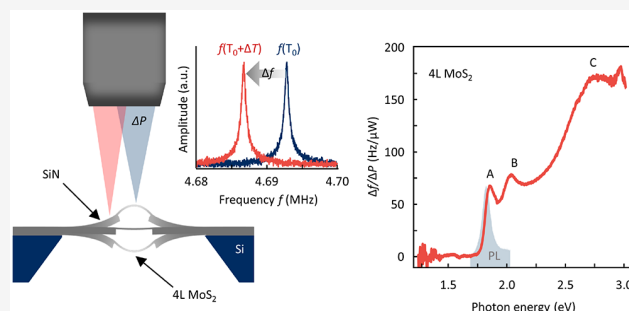 ΔP
SiN
Si
4L MoS₂
f(T₀+ΔT)
f(T₀)
Δf
Amplitude (a.u.)
4.68
4.69
4.70
Frequency f (MHz)
4L MoS₂
A
B
C
PL
Δf/ΔP (Hz/μW)
200
150
100
50
0
1.5
2.0
2.5
3.0
Photon energy (eV)